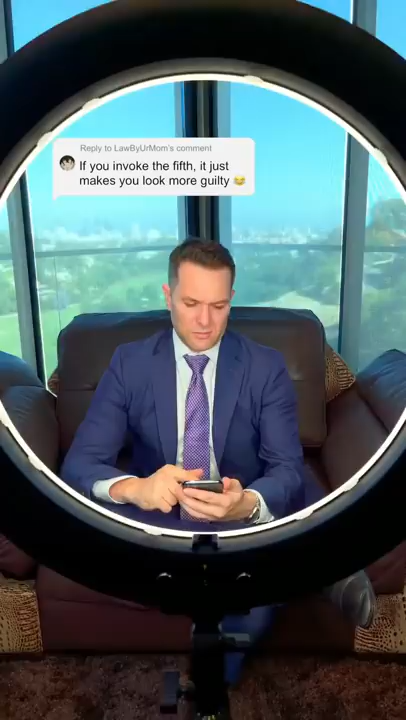 Reply to LawByUrMom's comment
If you invoke the fifth, it just
makes you look more guilty 😂